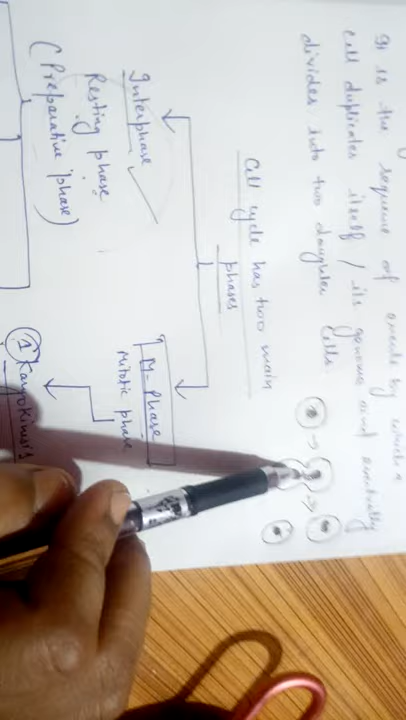 It is the sequence of events by which a
cell duplicates itself / its genome and eventually
divides into two daughter cells.
Cell cycle has two main
phases
Interphase
Resting phase
(Preparative phase)
M-Phase
Mitotic phase
① Karyokinesis